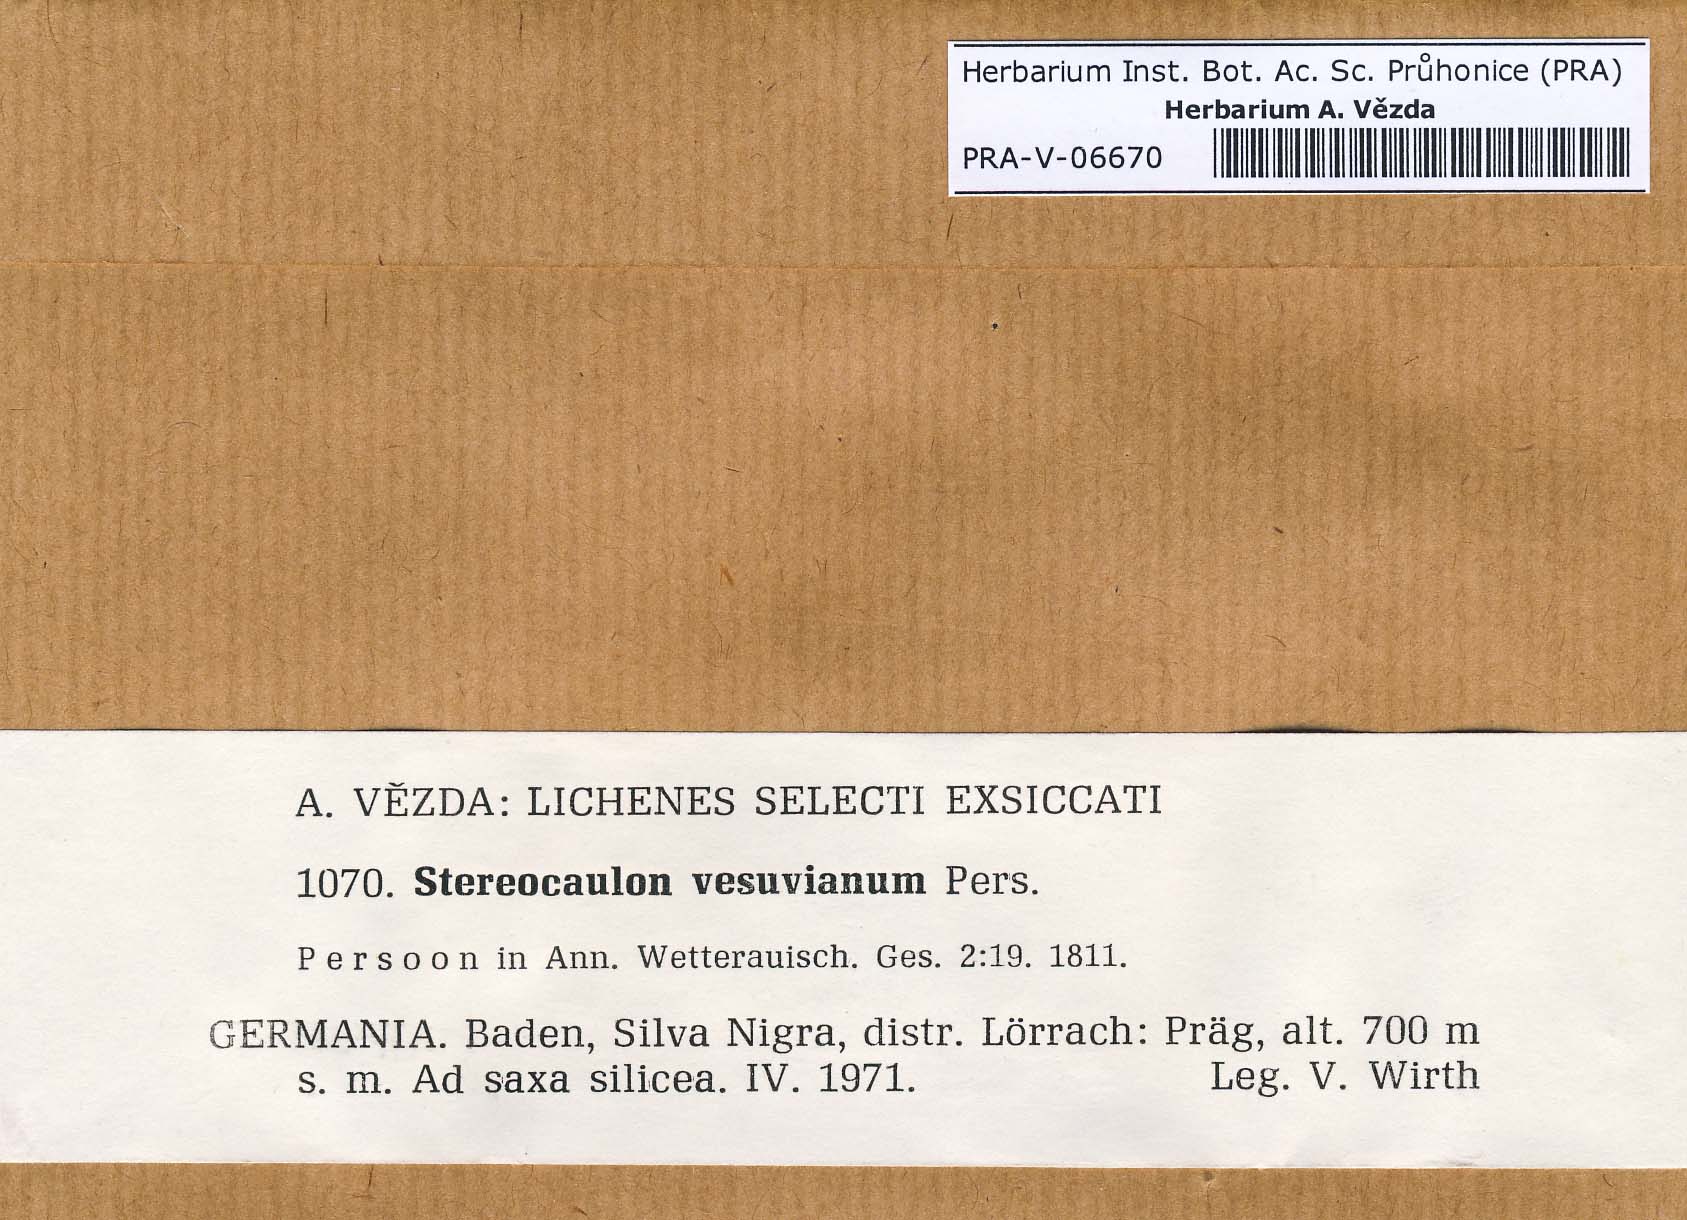 Herbarium Inst. Bot. Ac. Sc. Průhonice (PRA)
Herbarium A. Vězda
PRA-V-06670
A. VĚZDA: LICHENES SELECTI EXSICCATI
1070. Stereocaulon vesuvianum Pers.
Persoon in Ann. Wetterauisch. Ges. 2:19. 1811.
GERMANIA. Baden, Silva Nigra, distr. Lörrach: Präg, alt. 700 m
s. m. Ad saxa silicea. IV. 1971. Leg. V. Wirth